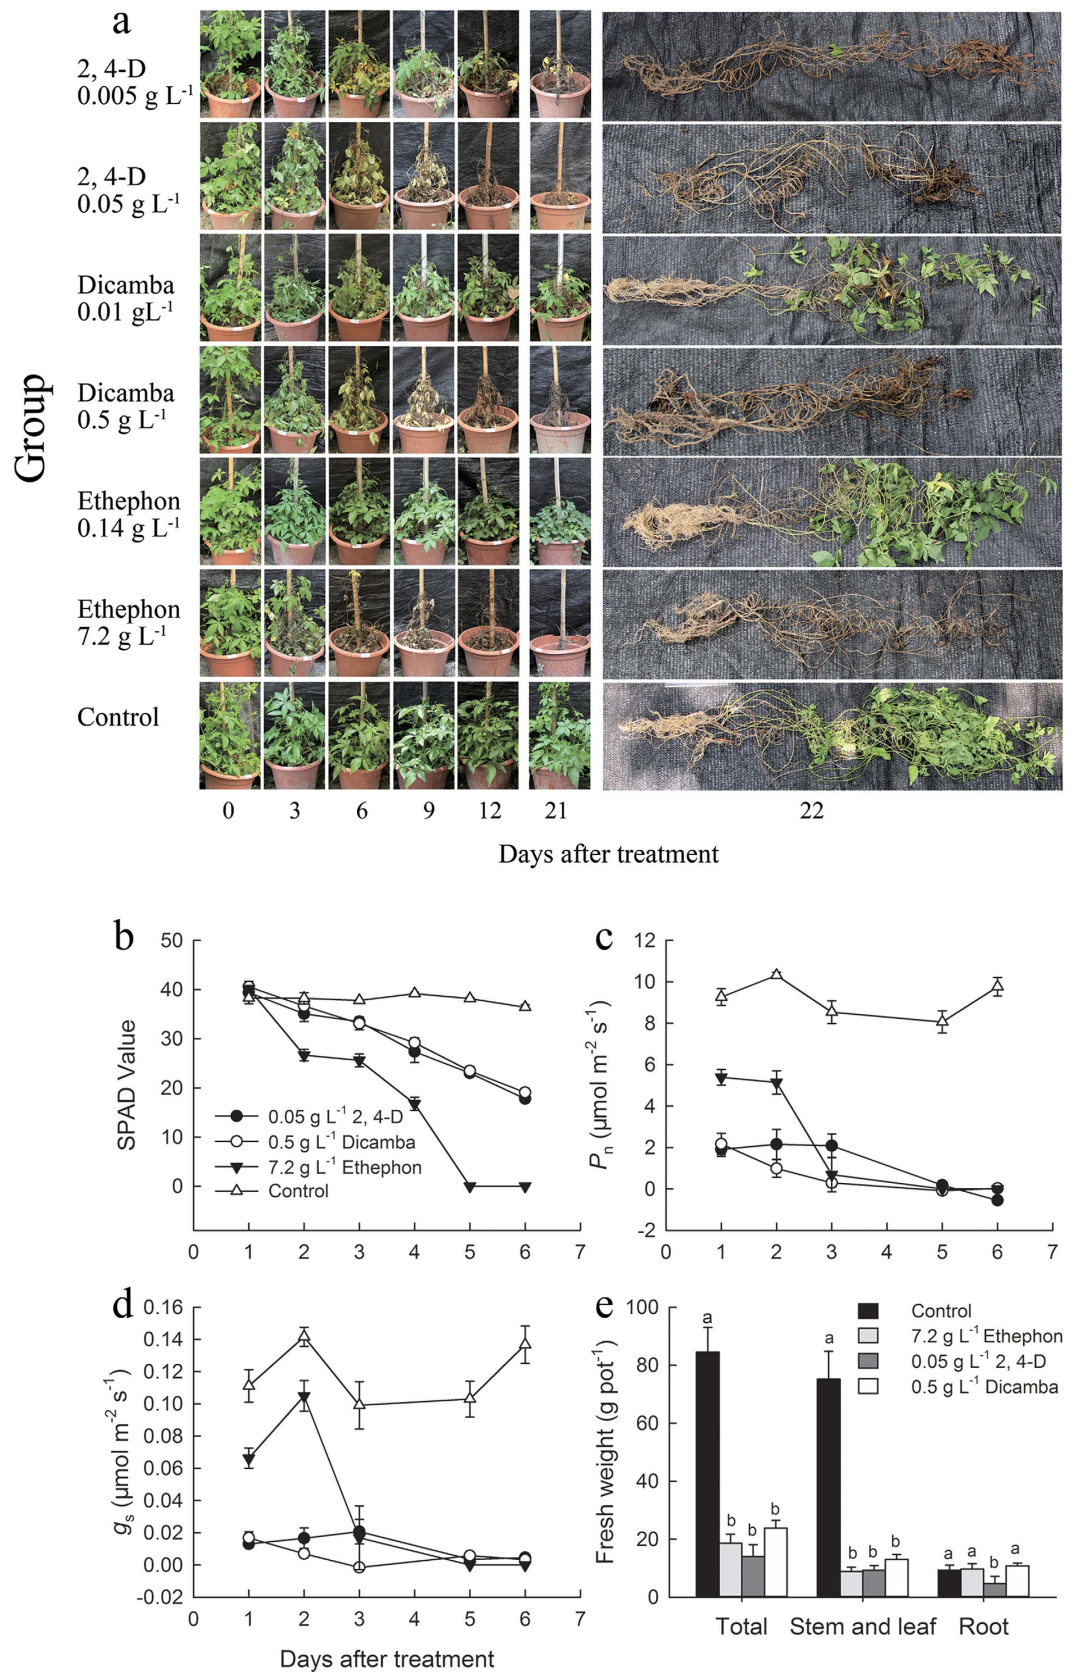 a
2, 4-D
0.005 g L⁻¹
2, 4-D
0.05 g L⁻¹
Dicamba
0.01 gL⁻¹
Dicamba
0.5 g L⁻¹
Ethephon
0.14 g L⁻¹
Ethephon
7.2 g L⁻¹
Control
Group
0 3 6 9 12 21 22
Days after treatment
b
SPAD Value
50
40
30
20
10
0
0.05 g L⁻¹ 2, 4-D
0.5 g L⁻¹ Dicamba
7.2 g L⁻¹ Ethephon
Control
0 1 2 3 4 5 6 7
c
Pn (μmol m⁻² s⁻¹)
12
10
8
6
4
2
0
-2
0 1 2 3 4 5 6 7
d
gs (μmol m⁻² s⁻¹)
0.16
0.14
0.12
0.10
0.08
0.06
0.04
0.02
0.00
-0.02
0 1 2 3 4 5 6 7
Days after treatment
e
Fresh weight (g pot⁻¹)
100
80
60
40
20
0
Control
7.2 g L⁻¹ Ethephon
0.05 g L⁻¹ 2, 4-D
0.5 g L⁻¹ Dicamba
a b b b
a b b b
a a b a
Total Stem and leaf Root